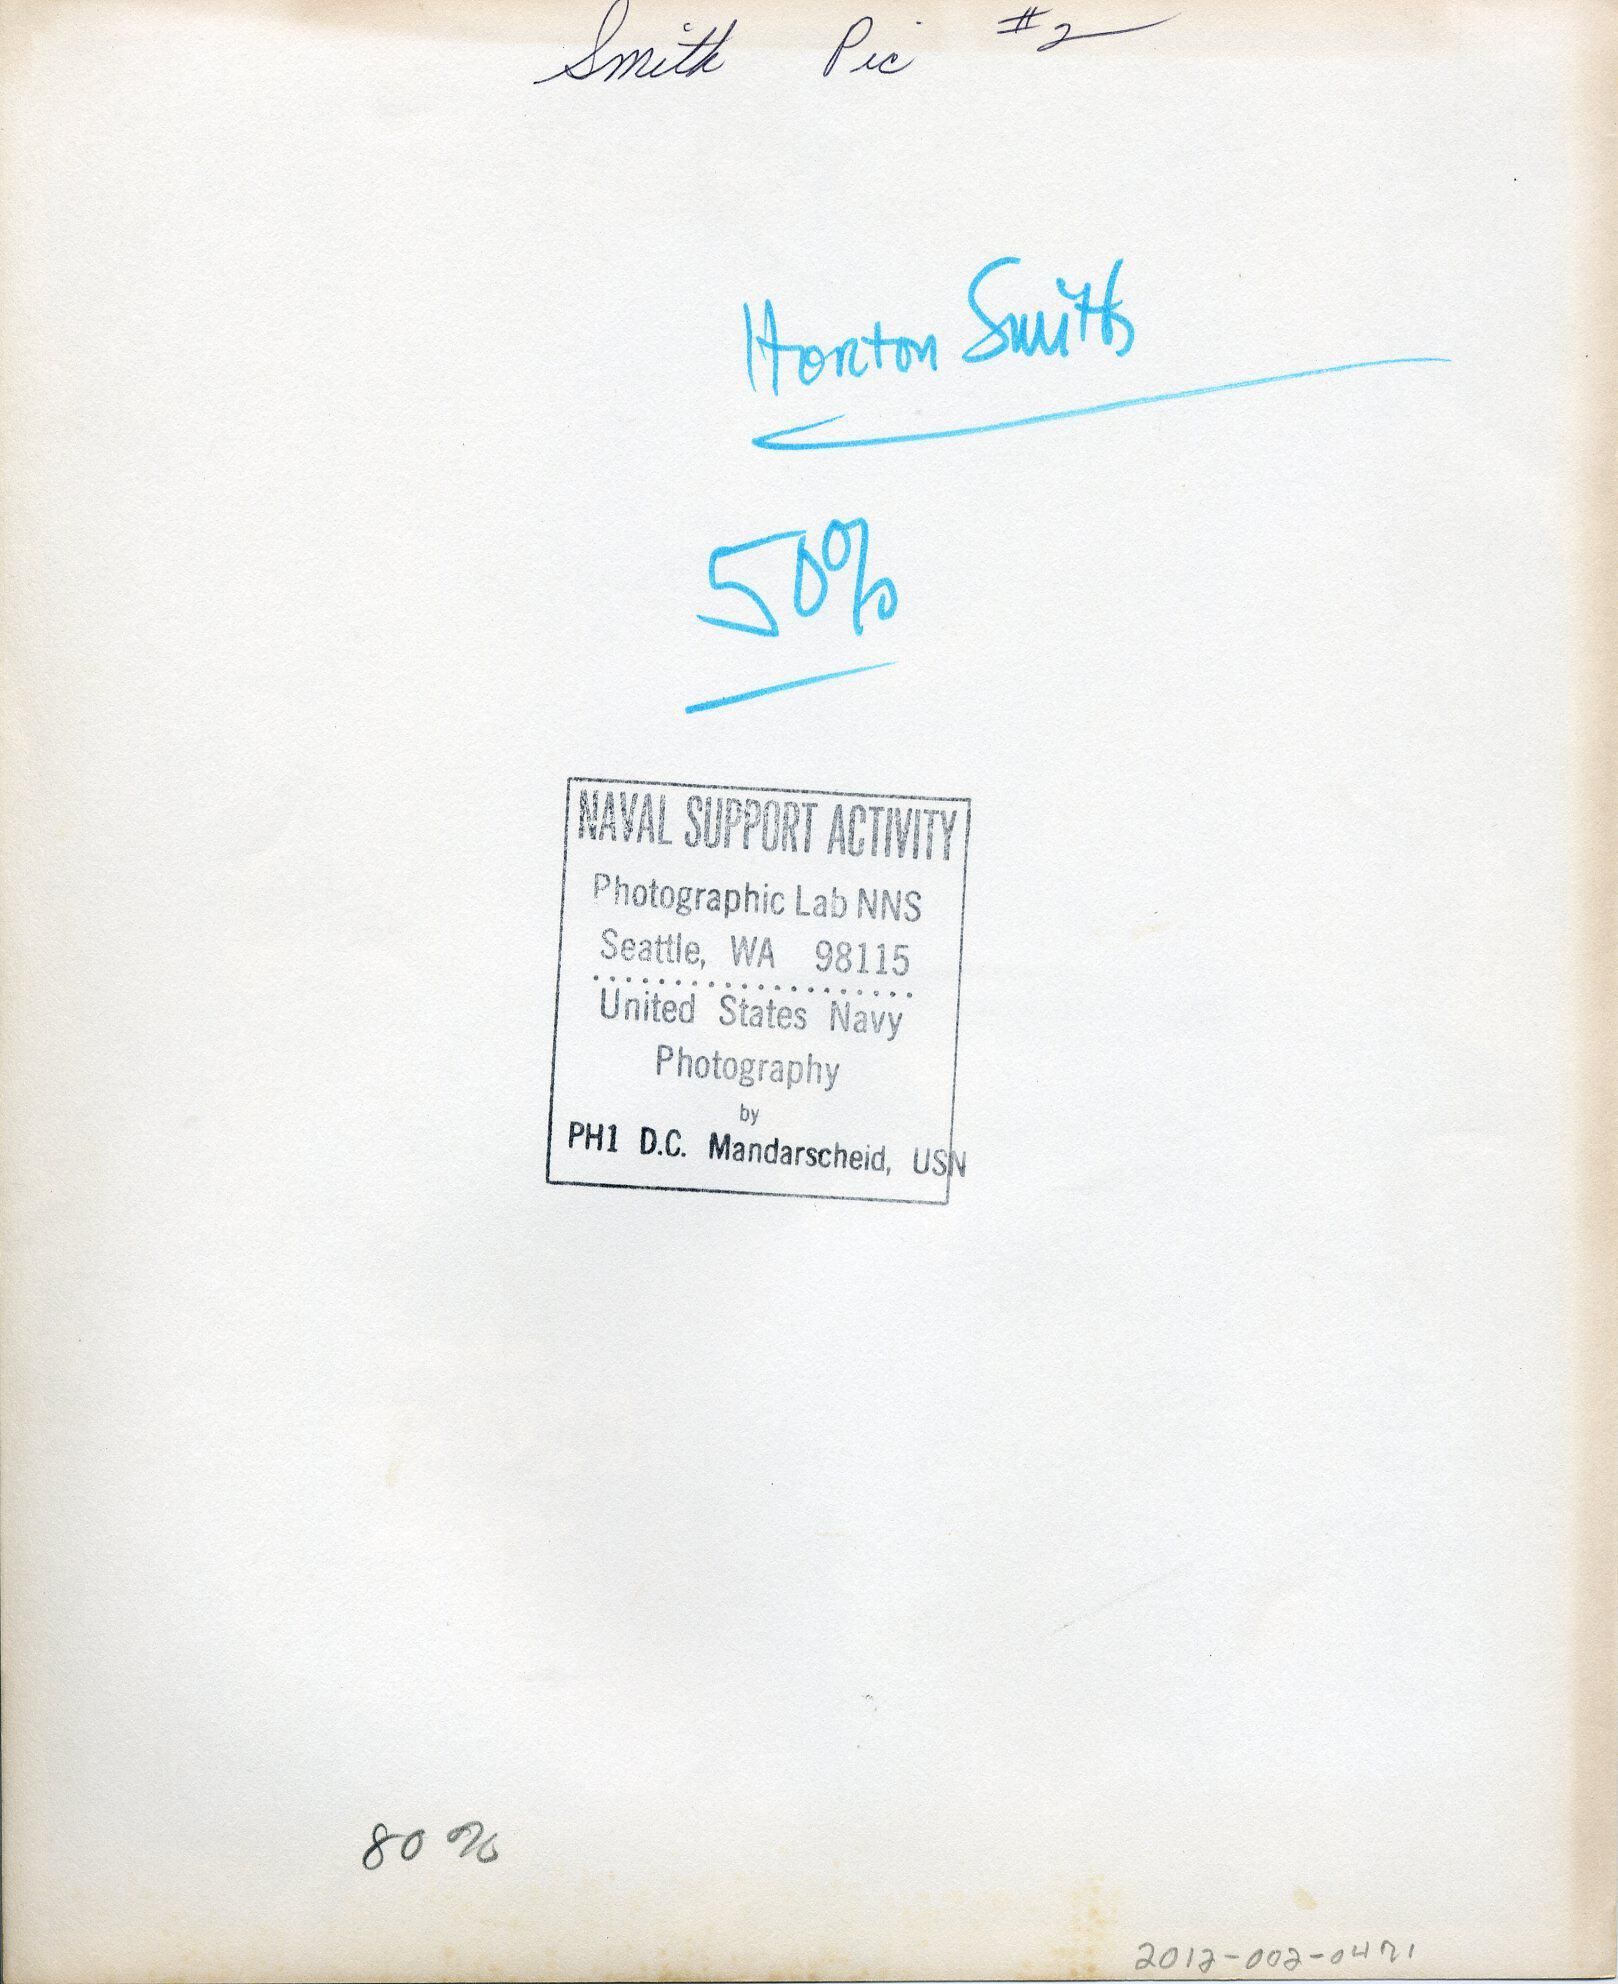 Smith Pic #2
Horton Smith
50%
NAVAL SUPPORT ACTIVITY
Photographic Lab NNS
Seattle, WA 98115
United States Navy
Photography
by
PH1 D.C. Mandarscheid, USN
80%
2012-002-0471